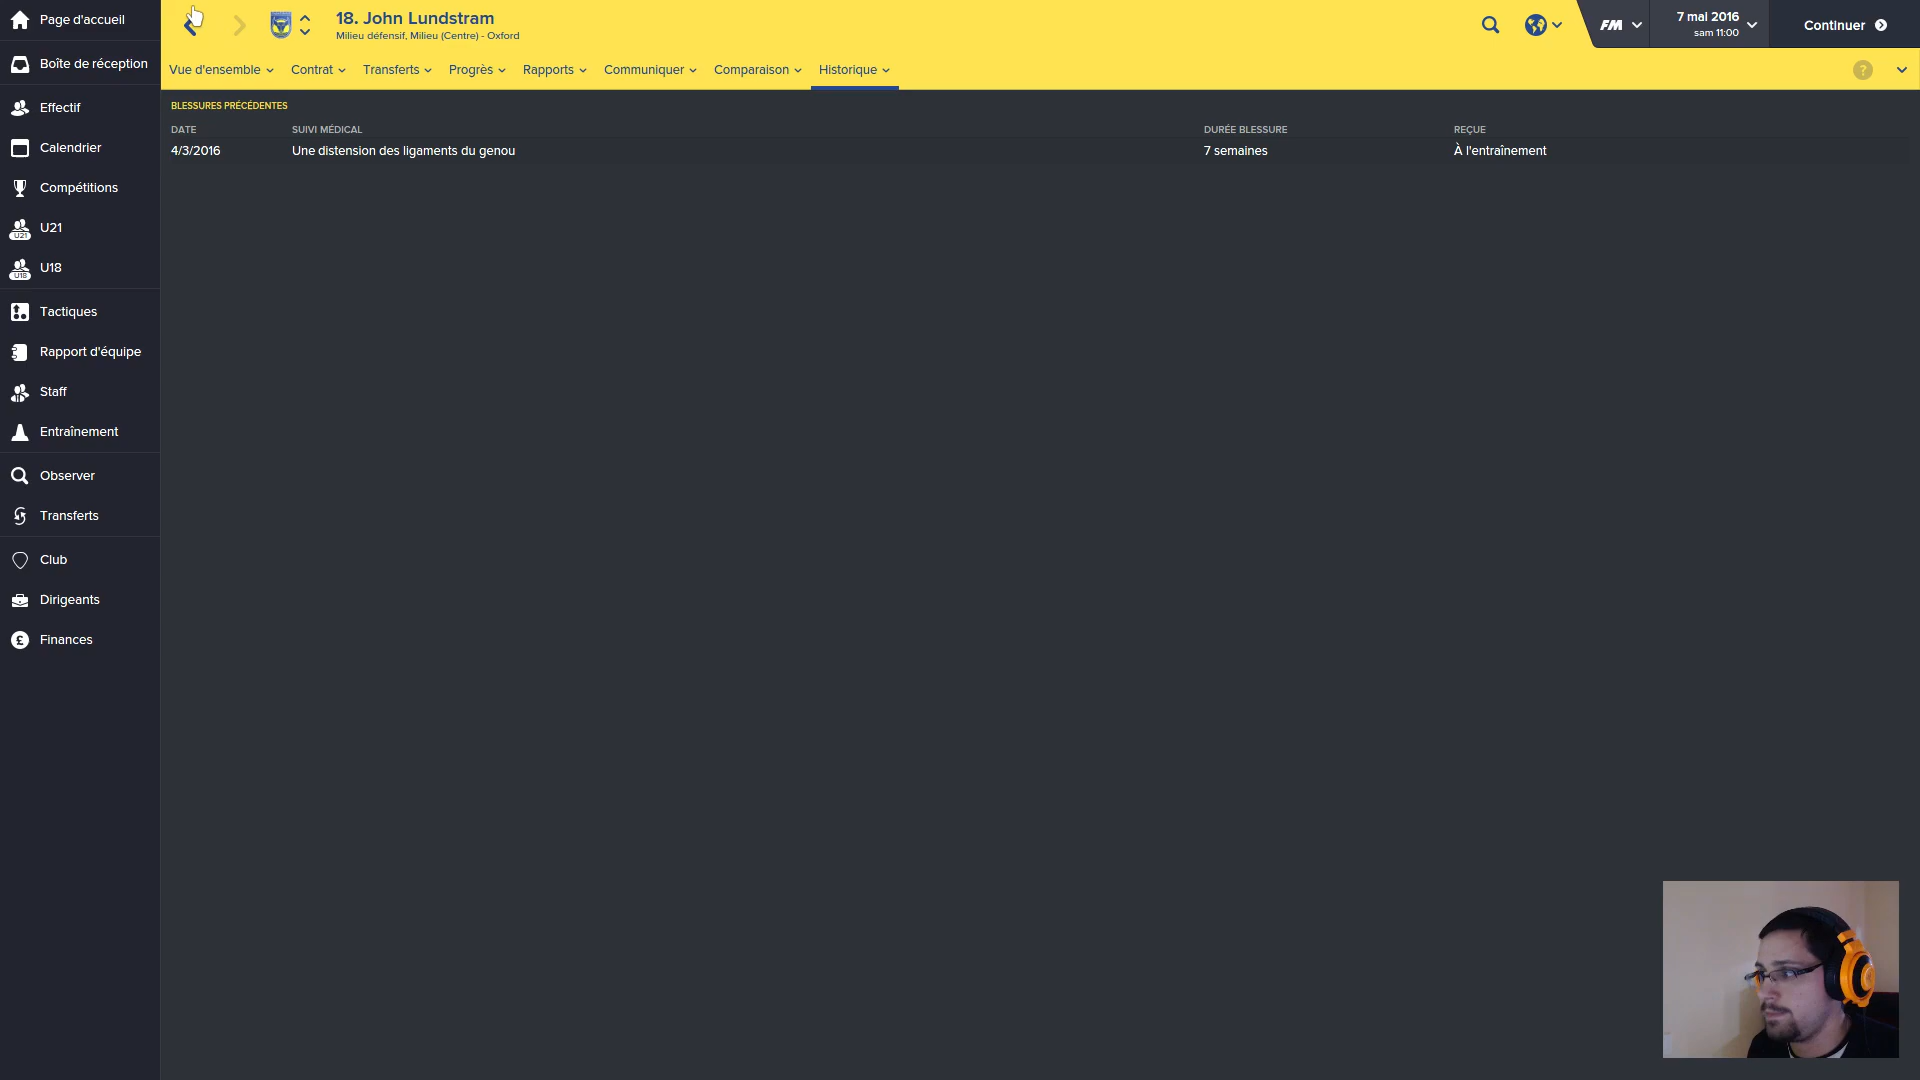 Page d'accueil
Boîte de réception
Effectif
Calendrier
Compétitions
U21
U21
U18
U18
Tactiques
Rapport d'équipe
Staff
Entraînement
Observer
Transferts
Club
Dirigeants
£
Finances
18. John Lundstram
Milieu défensif, Milieu (Centre) - Oxford
FM
7 mai 2016
sam 11:00
Continuer
Vue d'ensemble
Contrat
Transferts
Progrès
Rapports
Communiquer
Comparaison
Historique
?
BLESSURES PRÉCÉDENTES
DATE SUIVI MÉDICAL DURÉE BLESSURE REÇUE
4/3/2016 Une distension des ligaments du genou 7 semaines À l'entraînement